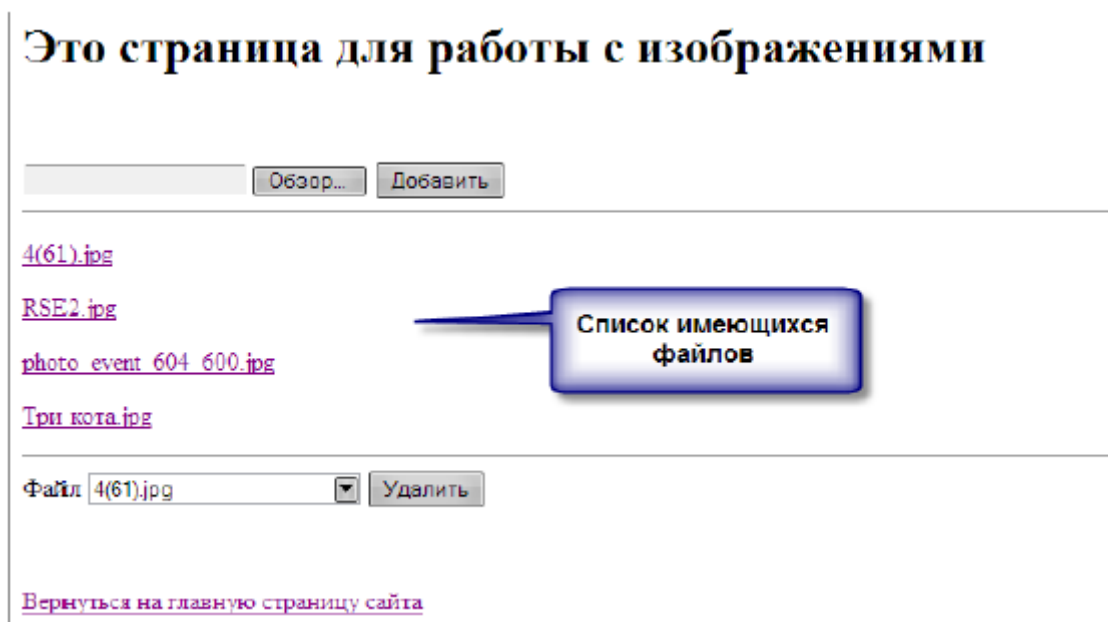 Это страница для работы с изображениями
Обзор... Добавить
4(61).jpg
RSE2.jpg
Список имеющихся
файлов
photo_event_604_600.jpg
Три кота.jpg
Файл 4(61).jpg Удалить
Вернуться на главную страницу сайта